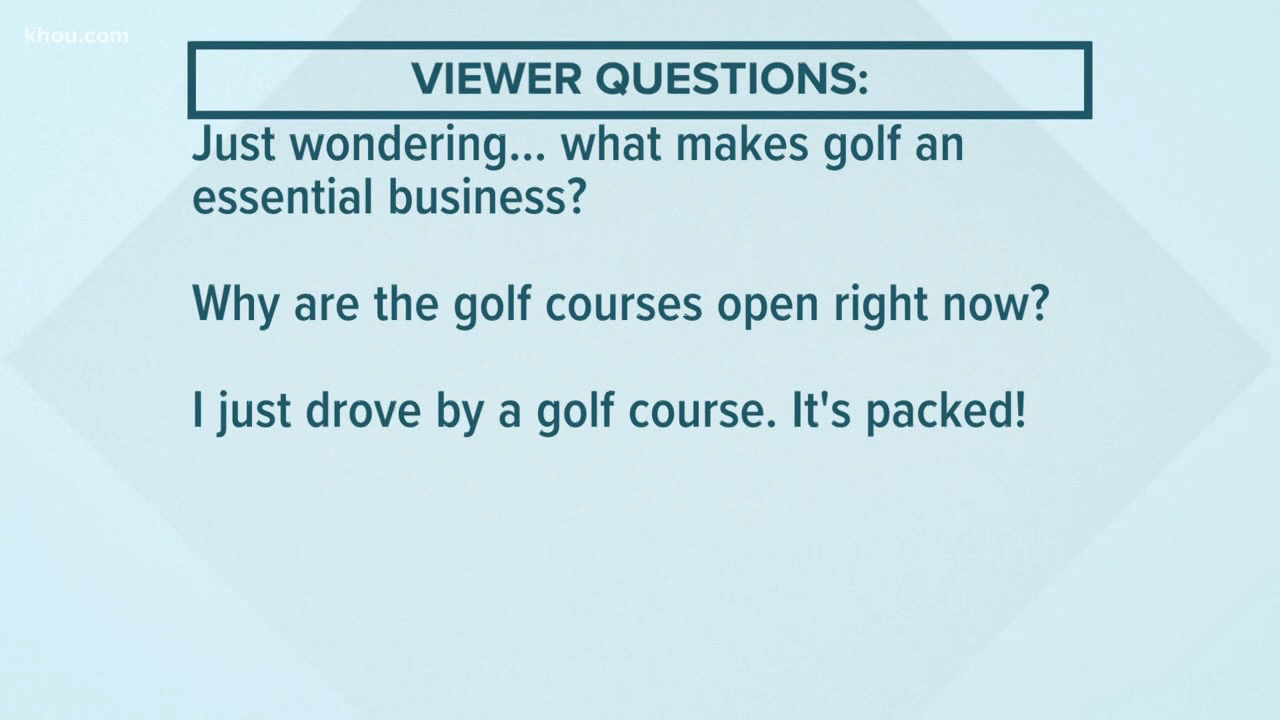 khou.com
VIEWER QUESTIONS:
Just wondering... what makes golf an
essential business?
Why are the golf courses open right now?
I just drove by a golf course. It's packed!